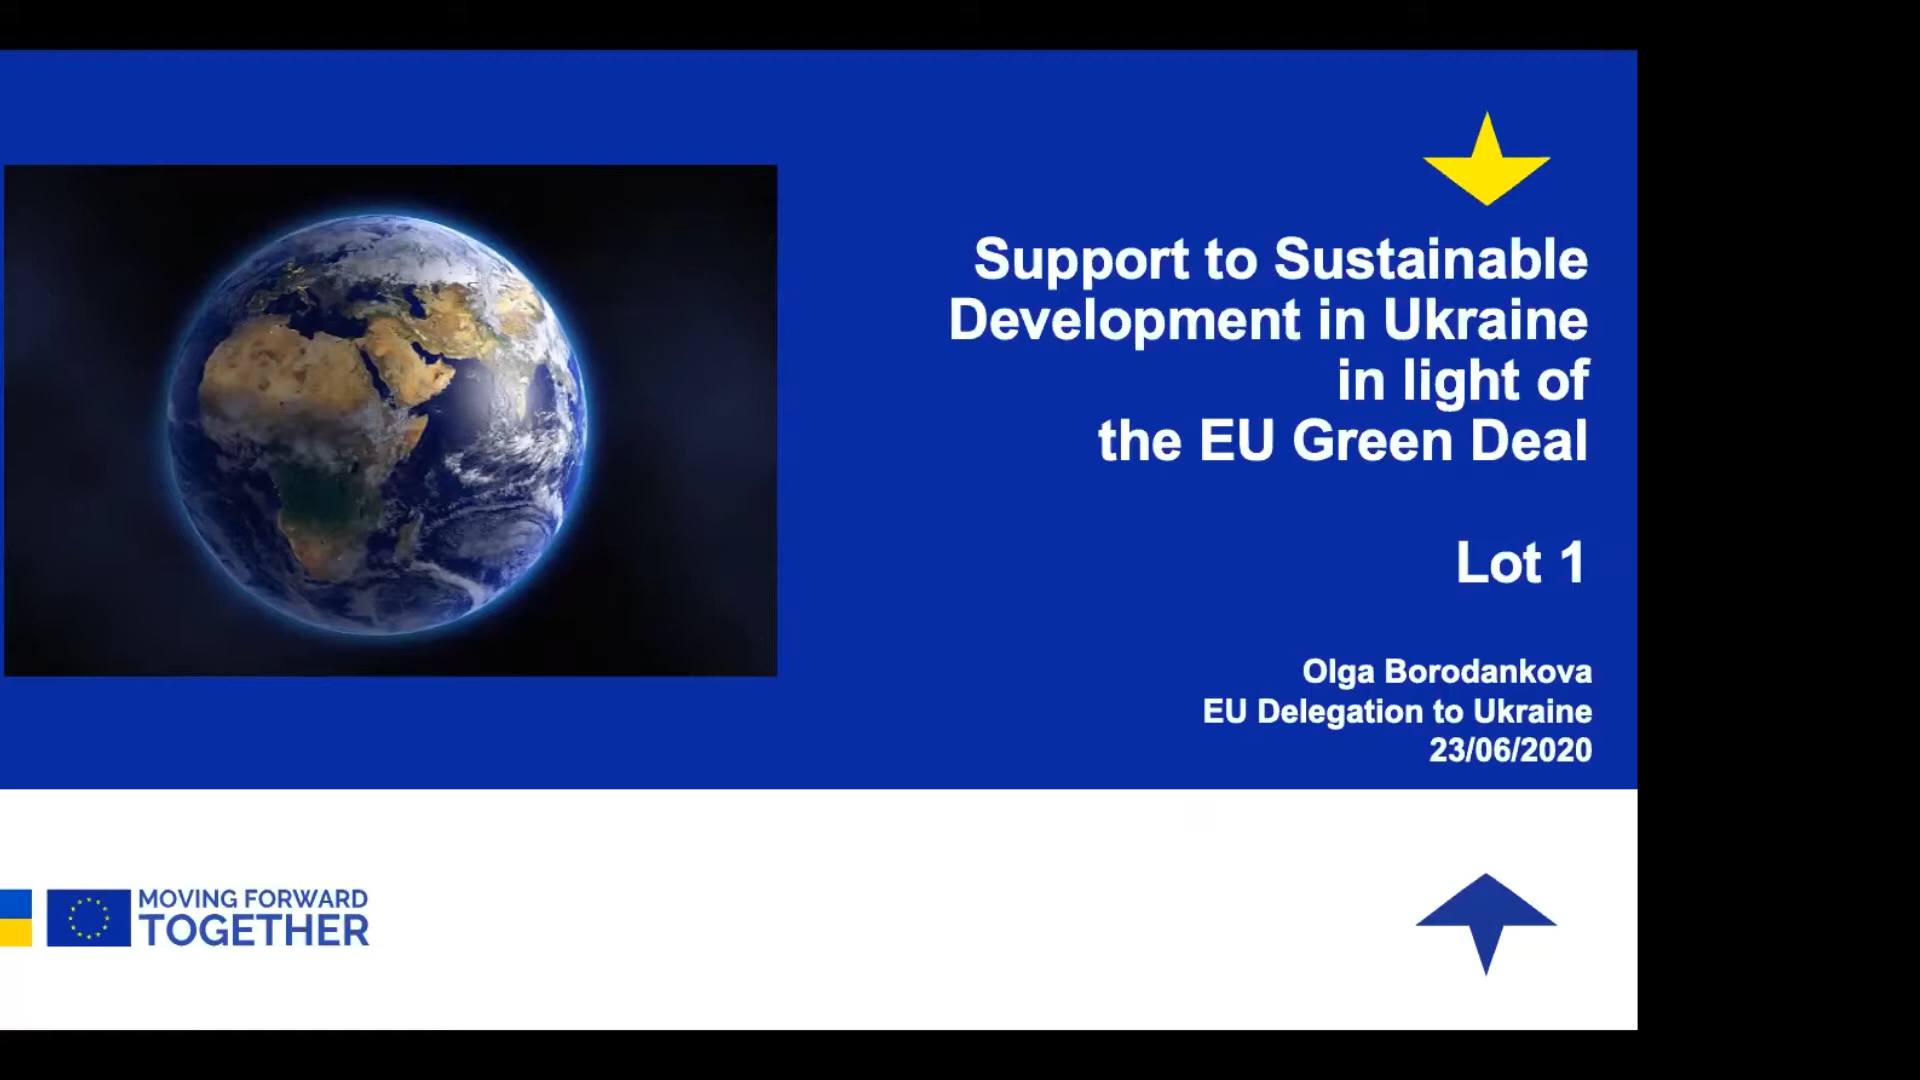 Support to Sustainable
Development in Ukraine
in light of
the EU Green Deal
Lot 1
Olga Borodankova
EU Delegation to Ukraine
23/06/2020
MOVING FORWARD
TOGETHER